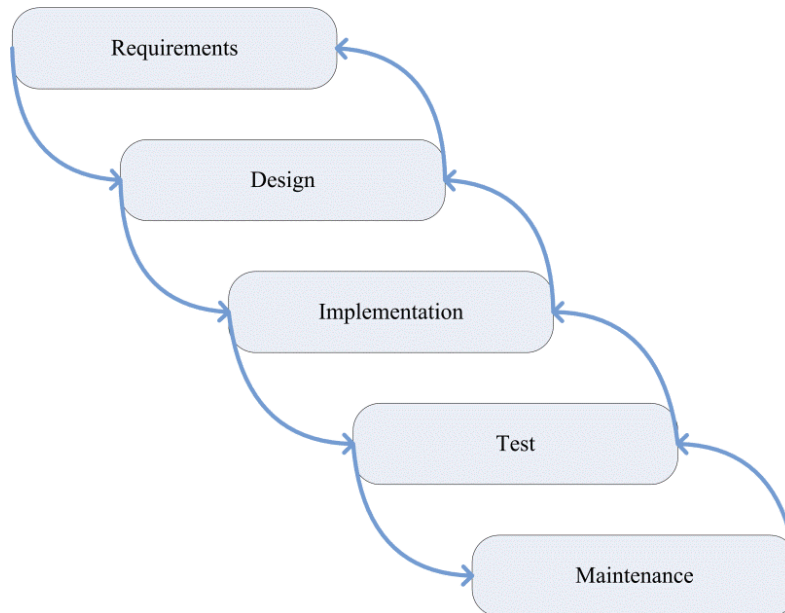 Requirements
Design
Implementation
Test
Maintenance